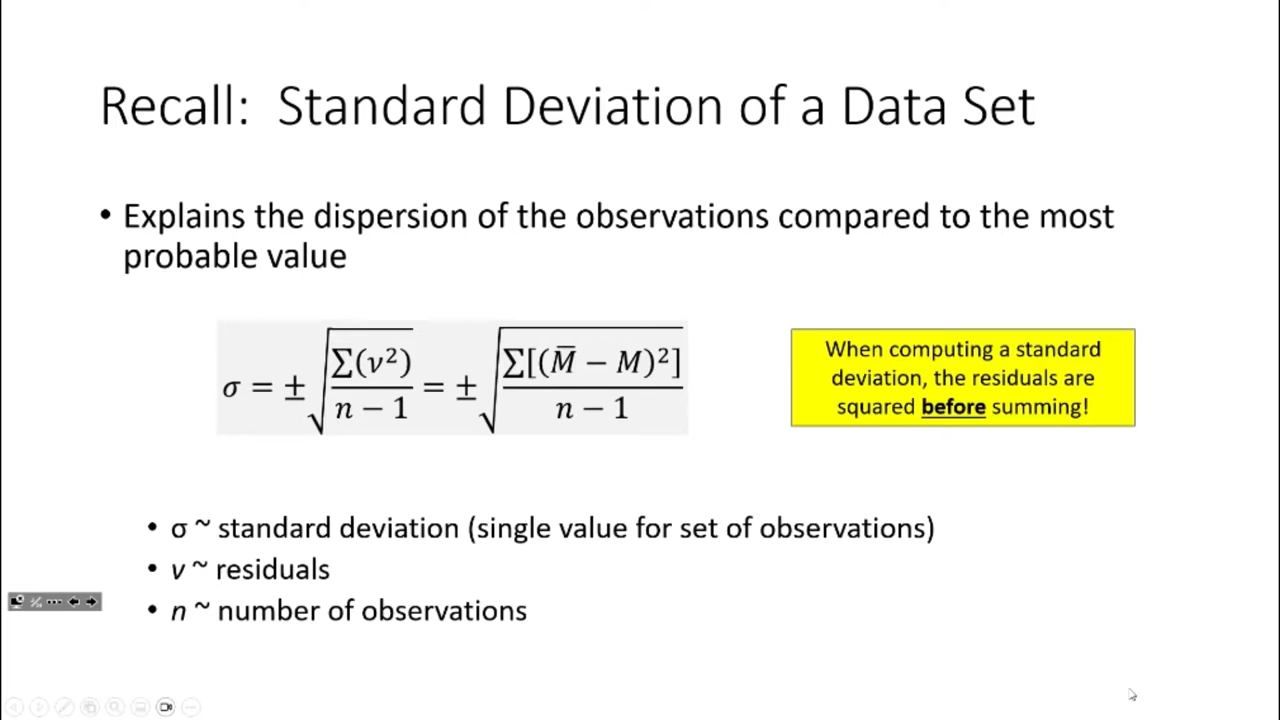 Recall: Standard Deviation of a Data Set
• Explains the dispersion of the observations compared to the most
probable value
σ = ± √(∑(v²) / (n − 1)) = ± √(∑[(M̅ − M)²] / (n − 1))
When computing a standard
deviation, the residuals are
squared before summing!
• σ ~ standard deviation (single value for set of observations)
• v ~ residuals
• n ~ number of observations